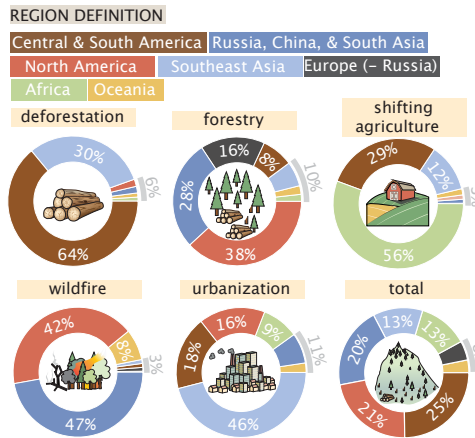 REGION DEFINITION
Central & South America Russia, China, & South Asia
North America Southeast Asia Europe (– Russia)
Africa Oceania
deforestation
30%
6%
64%
forestry
16%
8%
10%
28%
38%
shifting
agriculture
29%
12%
56%
wildfire
42%
8%
3%
47%
urbanization
16%
9%
18%
11%
46%
total
13%
13%
20%
21%
25%